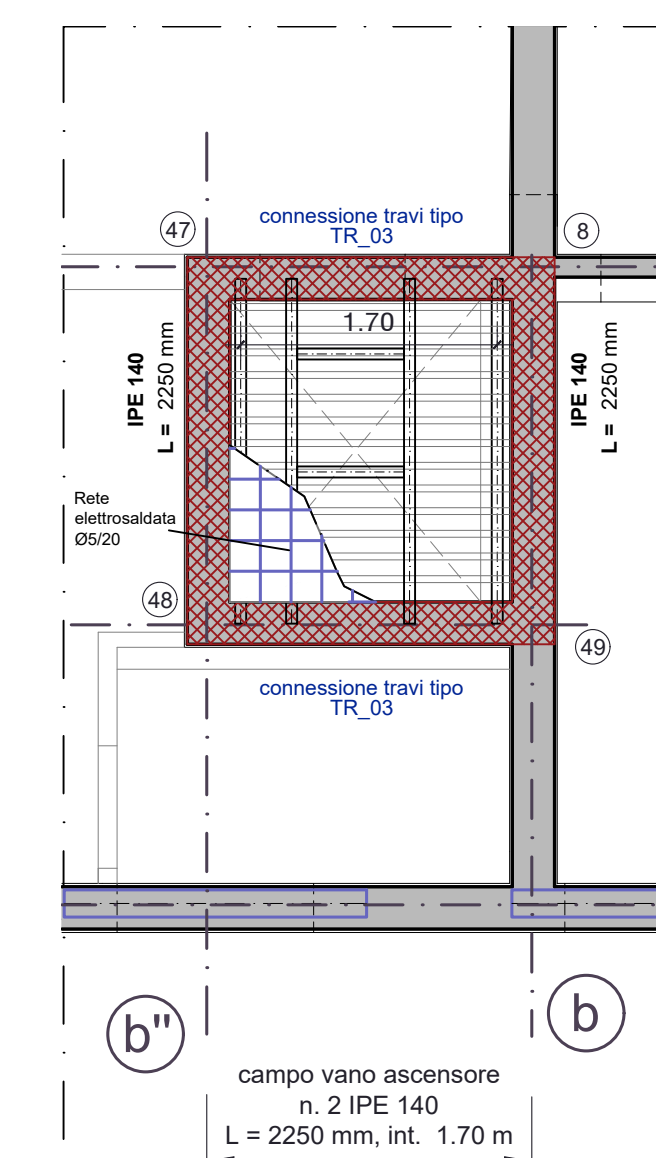 connessione travi tipo
TR_03
47
8
1.70
IPE 140
L = 2250 mm
IPE 140
L = 2250 mm
Rete
elettrosaldata
Ø5/20
48
49
connessione travi tipo
TR_03
b"
b
campo vano ascensore
n. 2 IPE 140
L = 2250 mm, int. 1.70 m